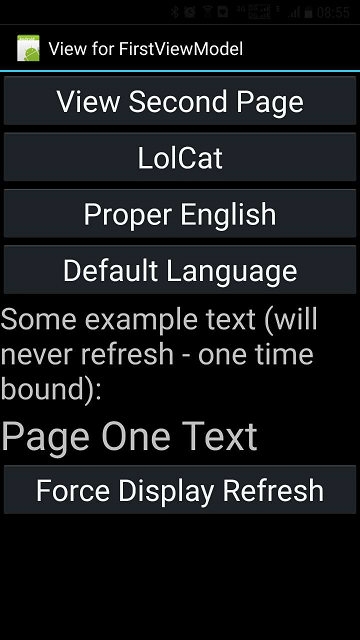 08:55
View for FirstViewModel
View Second Page
LolCat
Proper English
Default Language
Some example text (will
never refresh - one time
bound):
Page One Text
Force Display Refresh